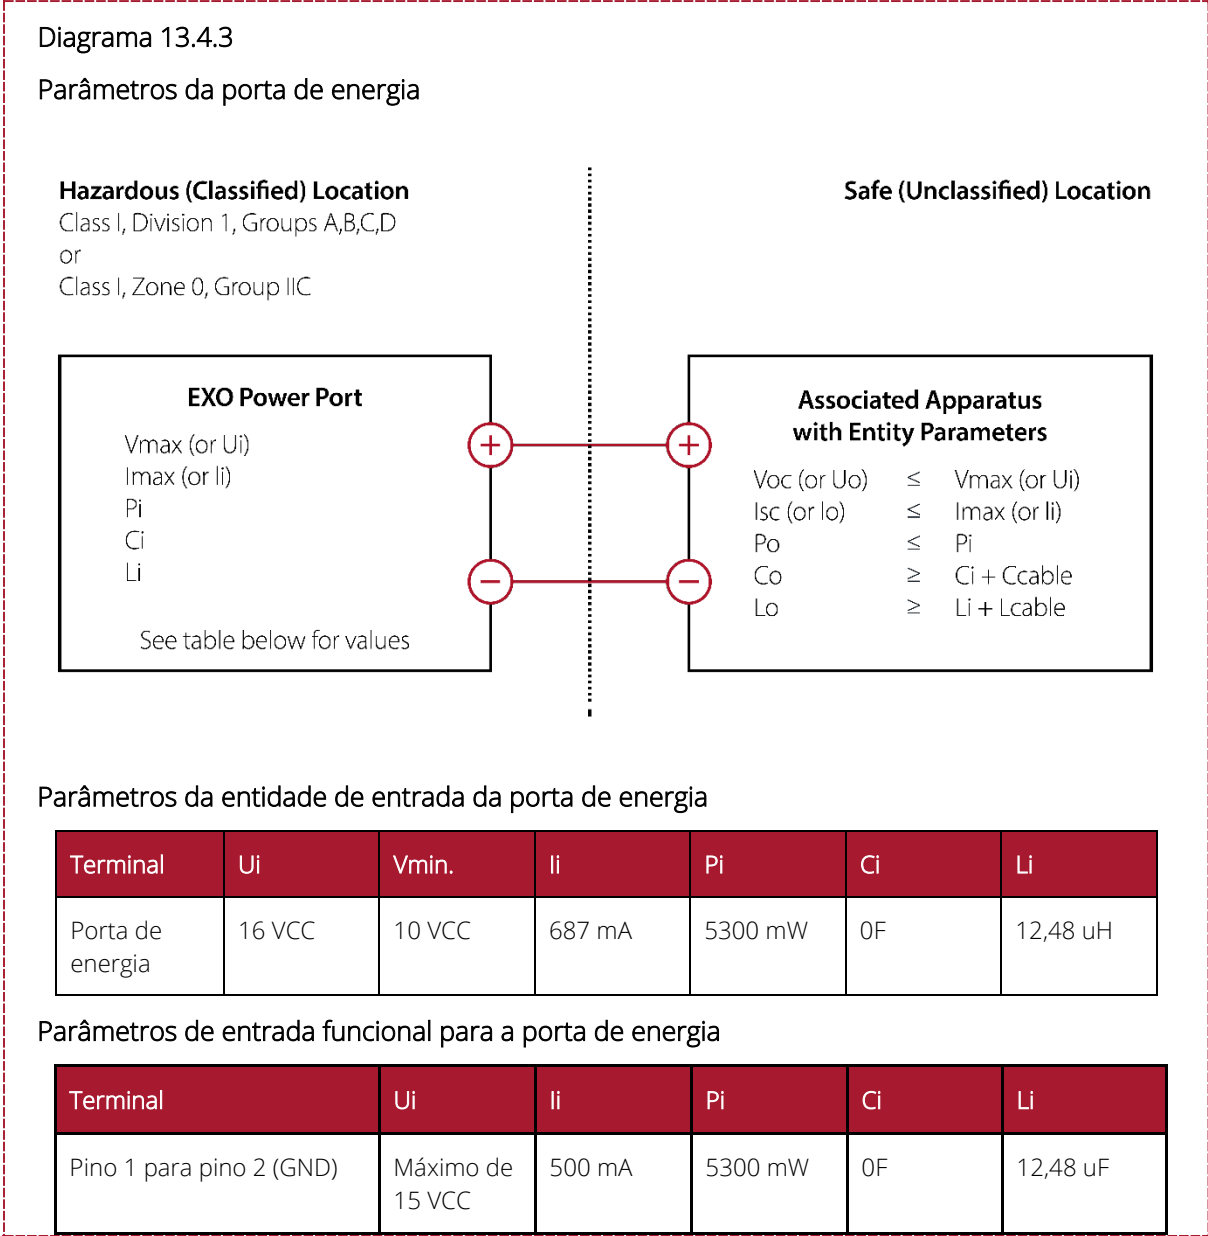 Diagrama 13.4.3
Parâmetros da porta de energia
Hazardous (Classified) Location
Class I, Division 1, Groups A,B,C,D
or
Class I, Zone 0, Group IIC
Safe (Unclassified) Location
EXO Power Port
Vmax (or Ui)
Imax (or Ii)
Pi
Ci
Li
See table below for values
+
−
+
−
Associated Apparatus
with Entity Parameters
Voc (or Uo) ≤ Vmax (or Ui)
Isc (or Io) ≤ Imax (or Ii)
Po ≤ Pi
Co ≥ Ci + Ccable
Lo ≥ Li + Lcable
Parâmetros da entidade de entrada da porta de energia
Terminal Ui Vmin. Ii Pi Ci Li
Porta de energia 16 VCC 10 VCC 687 mA 5300 mW 0F 12,48 uH
Parâmetros de entrada funcional para a porta de energia
Terminal Ui Ii Pi Ci Li
Pino 1 para pino 2 (GND) Máximo de 15 VCC 500 mA 5300 mW 0F 12,48 uF